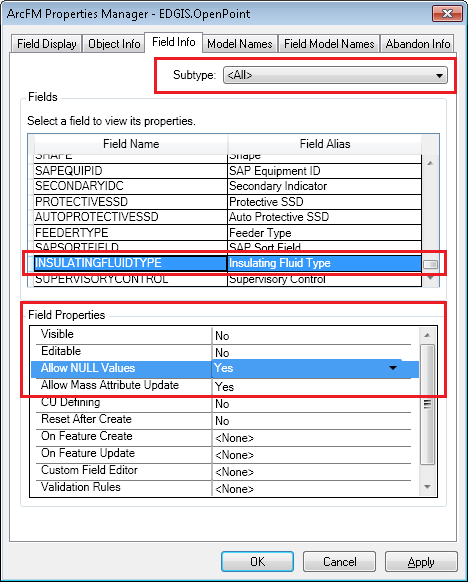 ArcFM Properties Manager - EDGIS.OpenPoint
Field Display Object Info Field Info Model Names Field Model Names Abandon Info
Subtype: <All>
Fields
Select a field to view its properties.
Field Name Field Alias
SHAPE Shape
SAPEQUIPID SAP Equipment ID
SECONDARYIDC Secondary Indicator
PROTECTIVESSD Protective SSD
AUTOPROTECTIVESSD Auto Protective SSD
FEEDERTYPE Feeder Type
SAPSORTFIELD SAP Sort Field
INSULATINGFLUIDTYPE Insulating Fluid Type
SUPERVISORYCONTROL Supervisory Control
Field Properties
Visible No
Editable No
Allow NULL Values Yes
Allow Mass Attribute Update Yes
CU Defining No
Reset After Create No
On Feature Create <None>
On Feature Update <None>
Custom Field Editor <None>
Validation Rules <None>
OK Cancel Apply